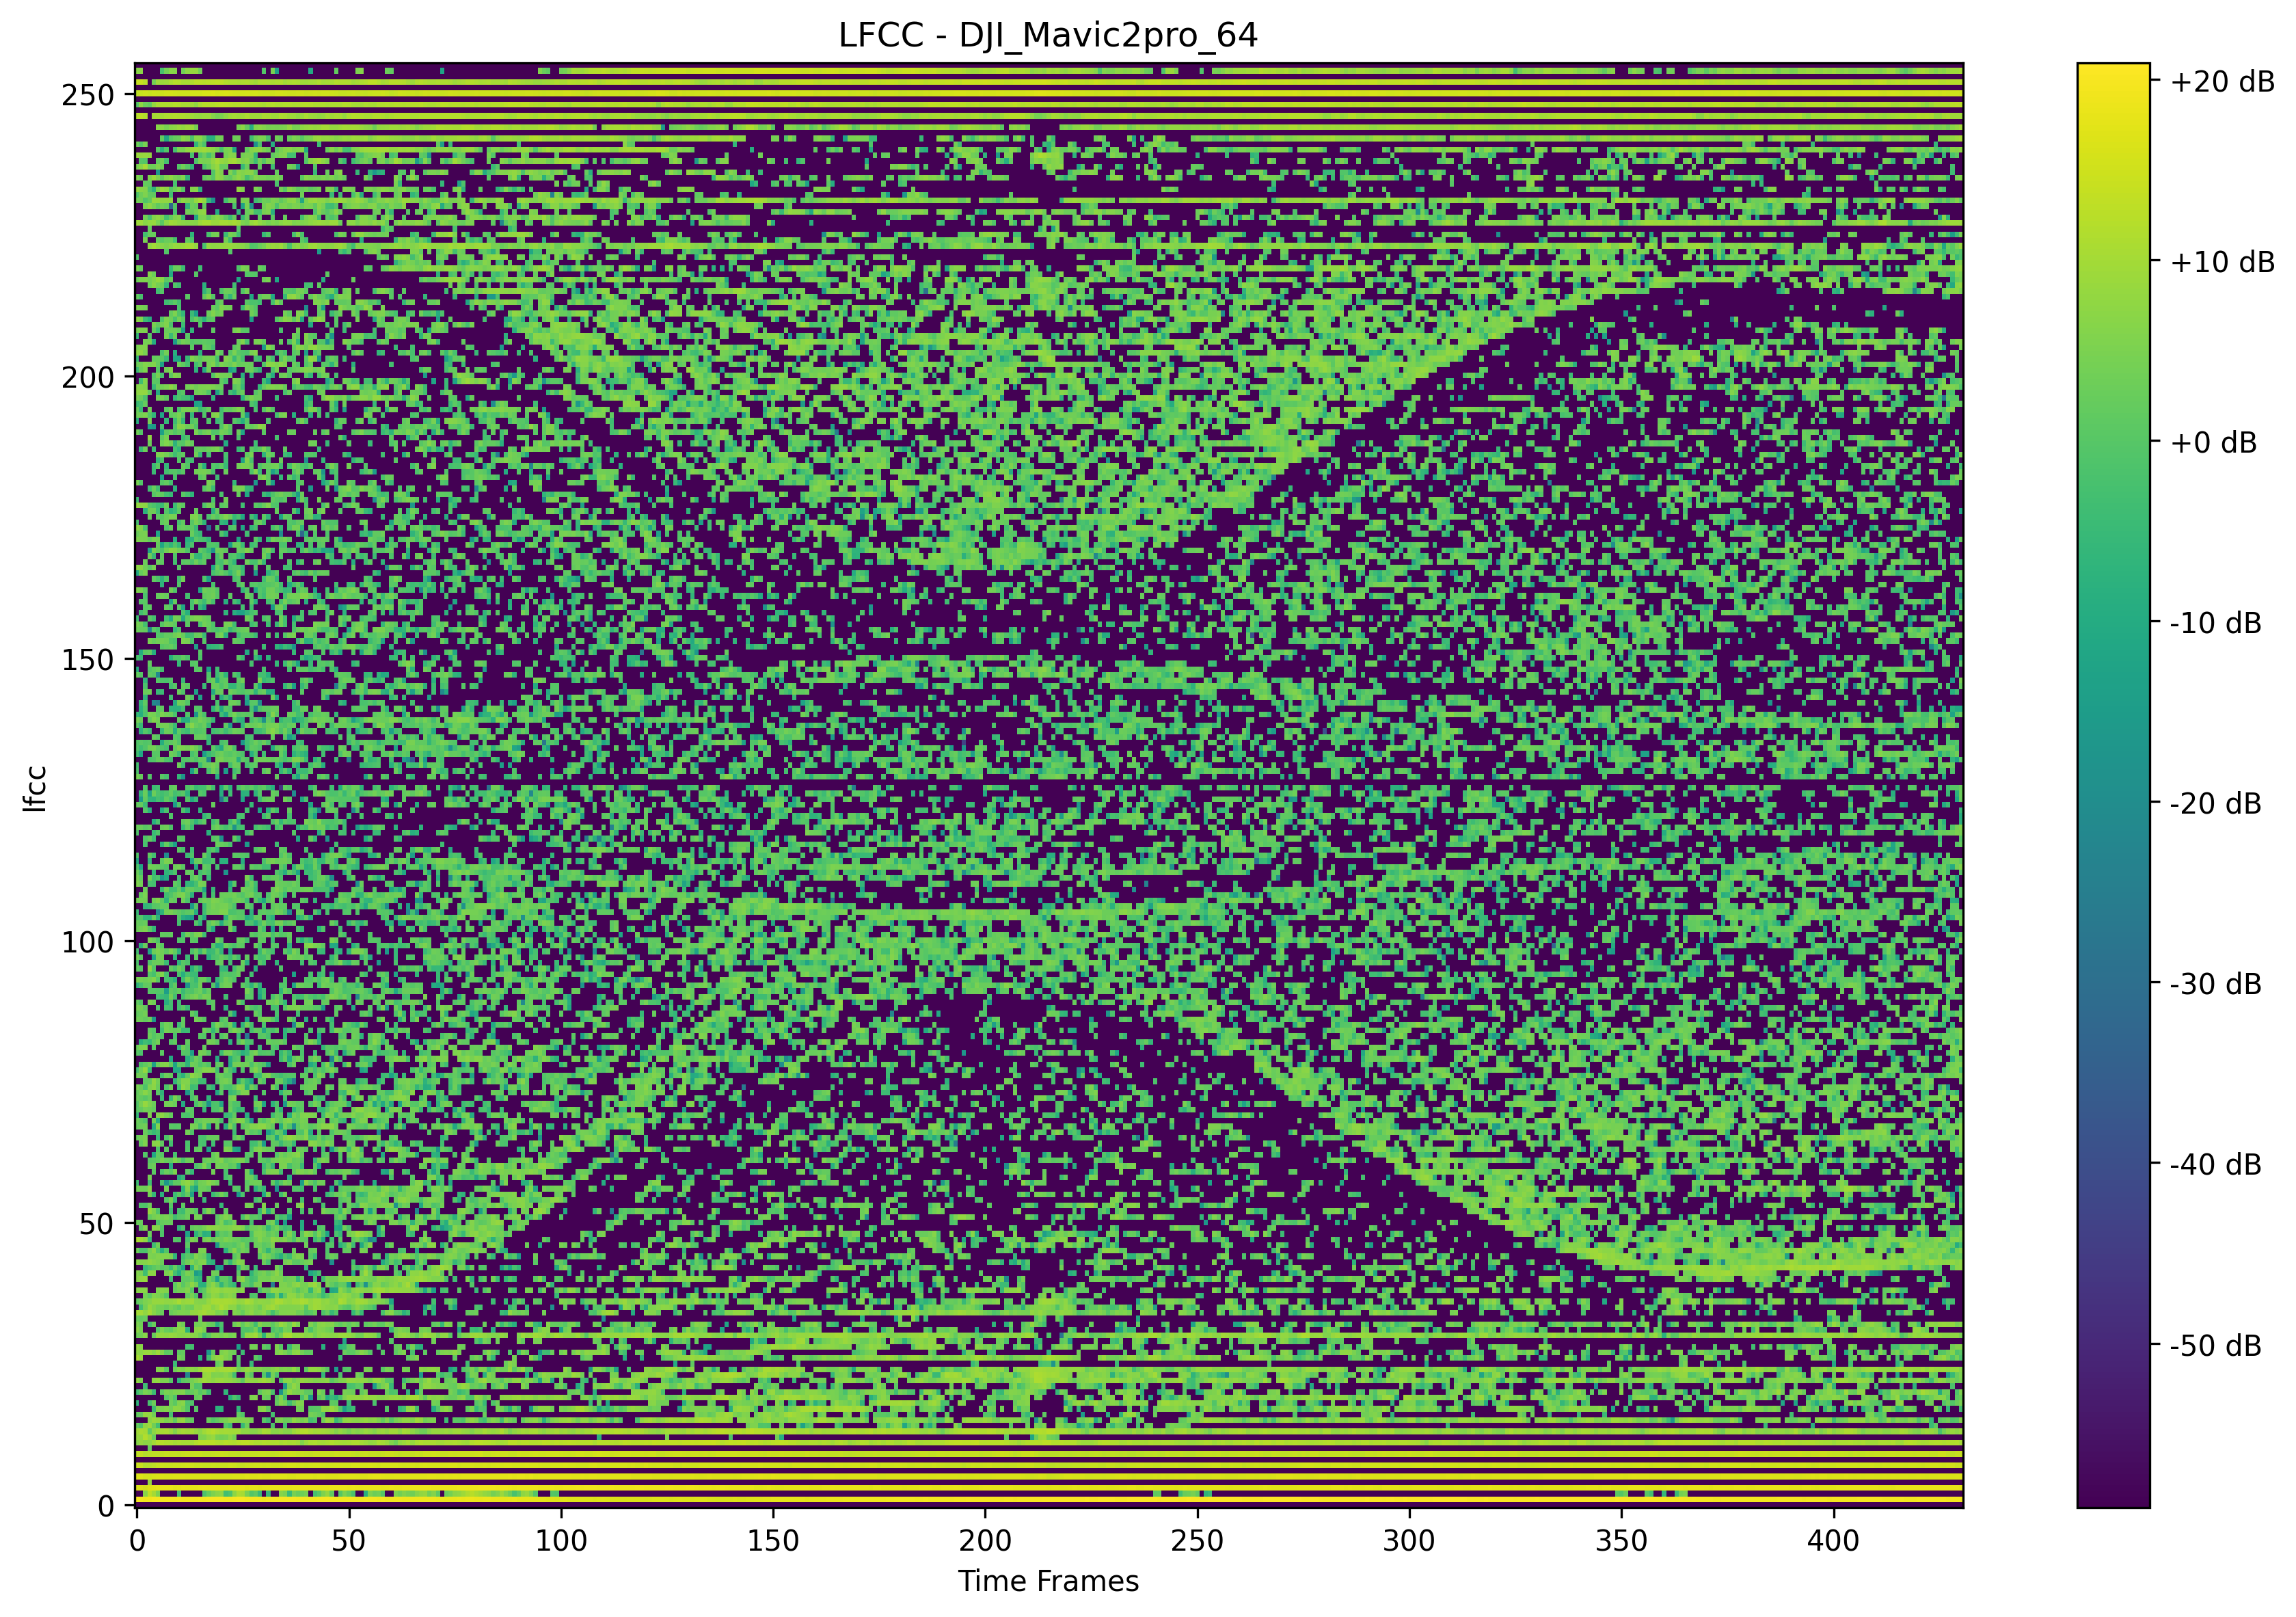 LFCC - DJI_Mavic2pro_64
250
200
150
100
50
0
lfcc
0 50 100 150 200 250 300 350 400
Time Frames
+20 dB
+10 dB
+0 dB
-10 dB
-20 dB
-30 dB
-40 dB
-50 dB